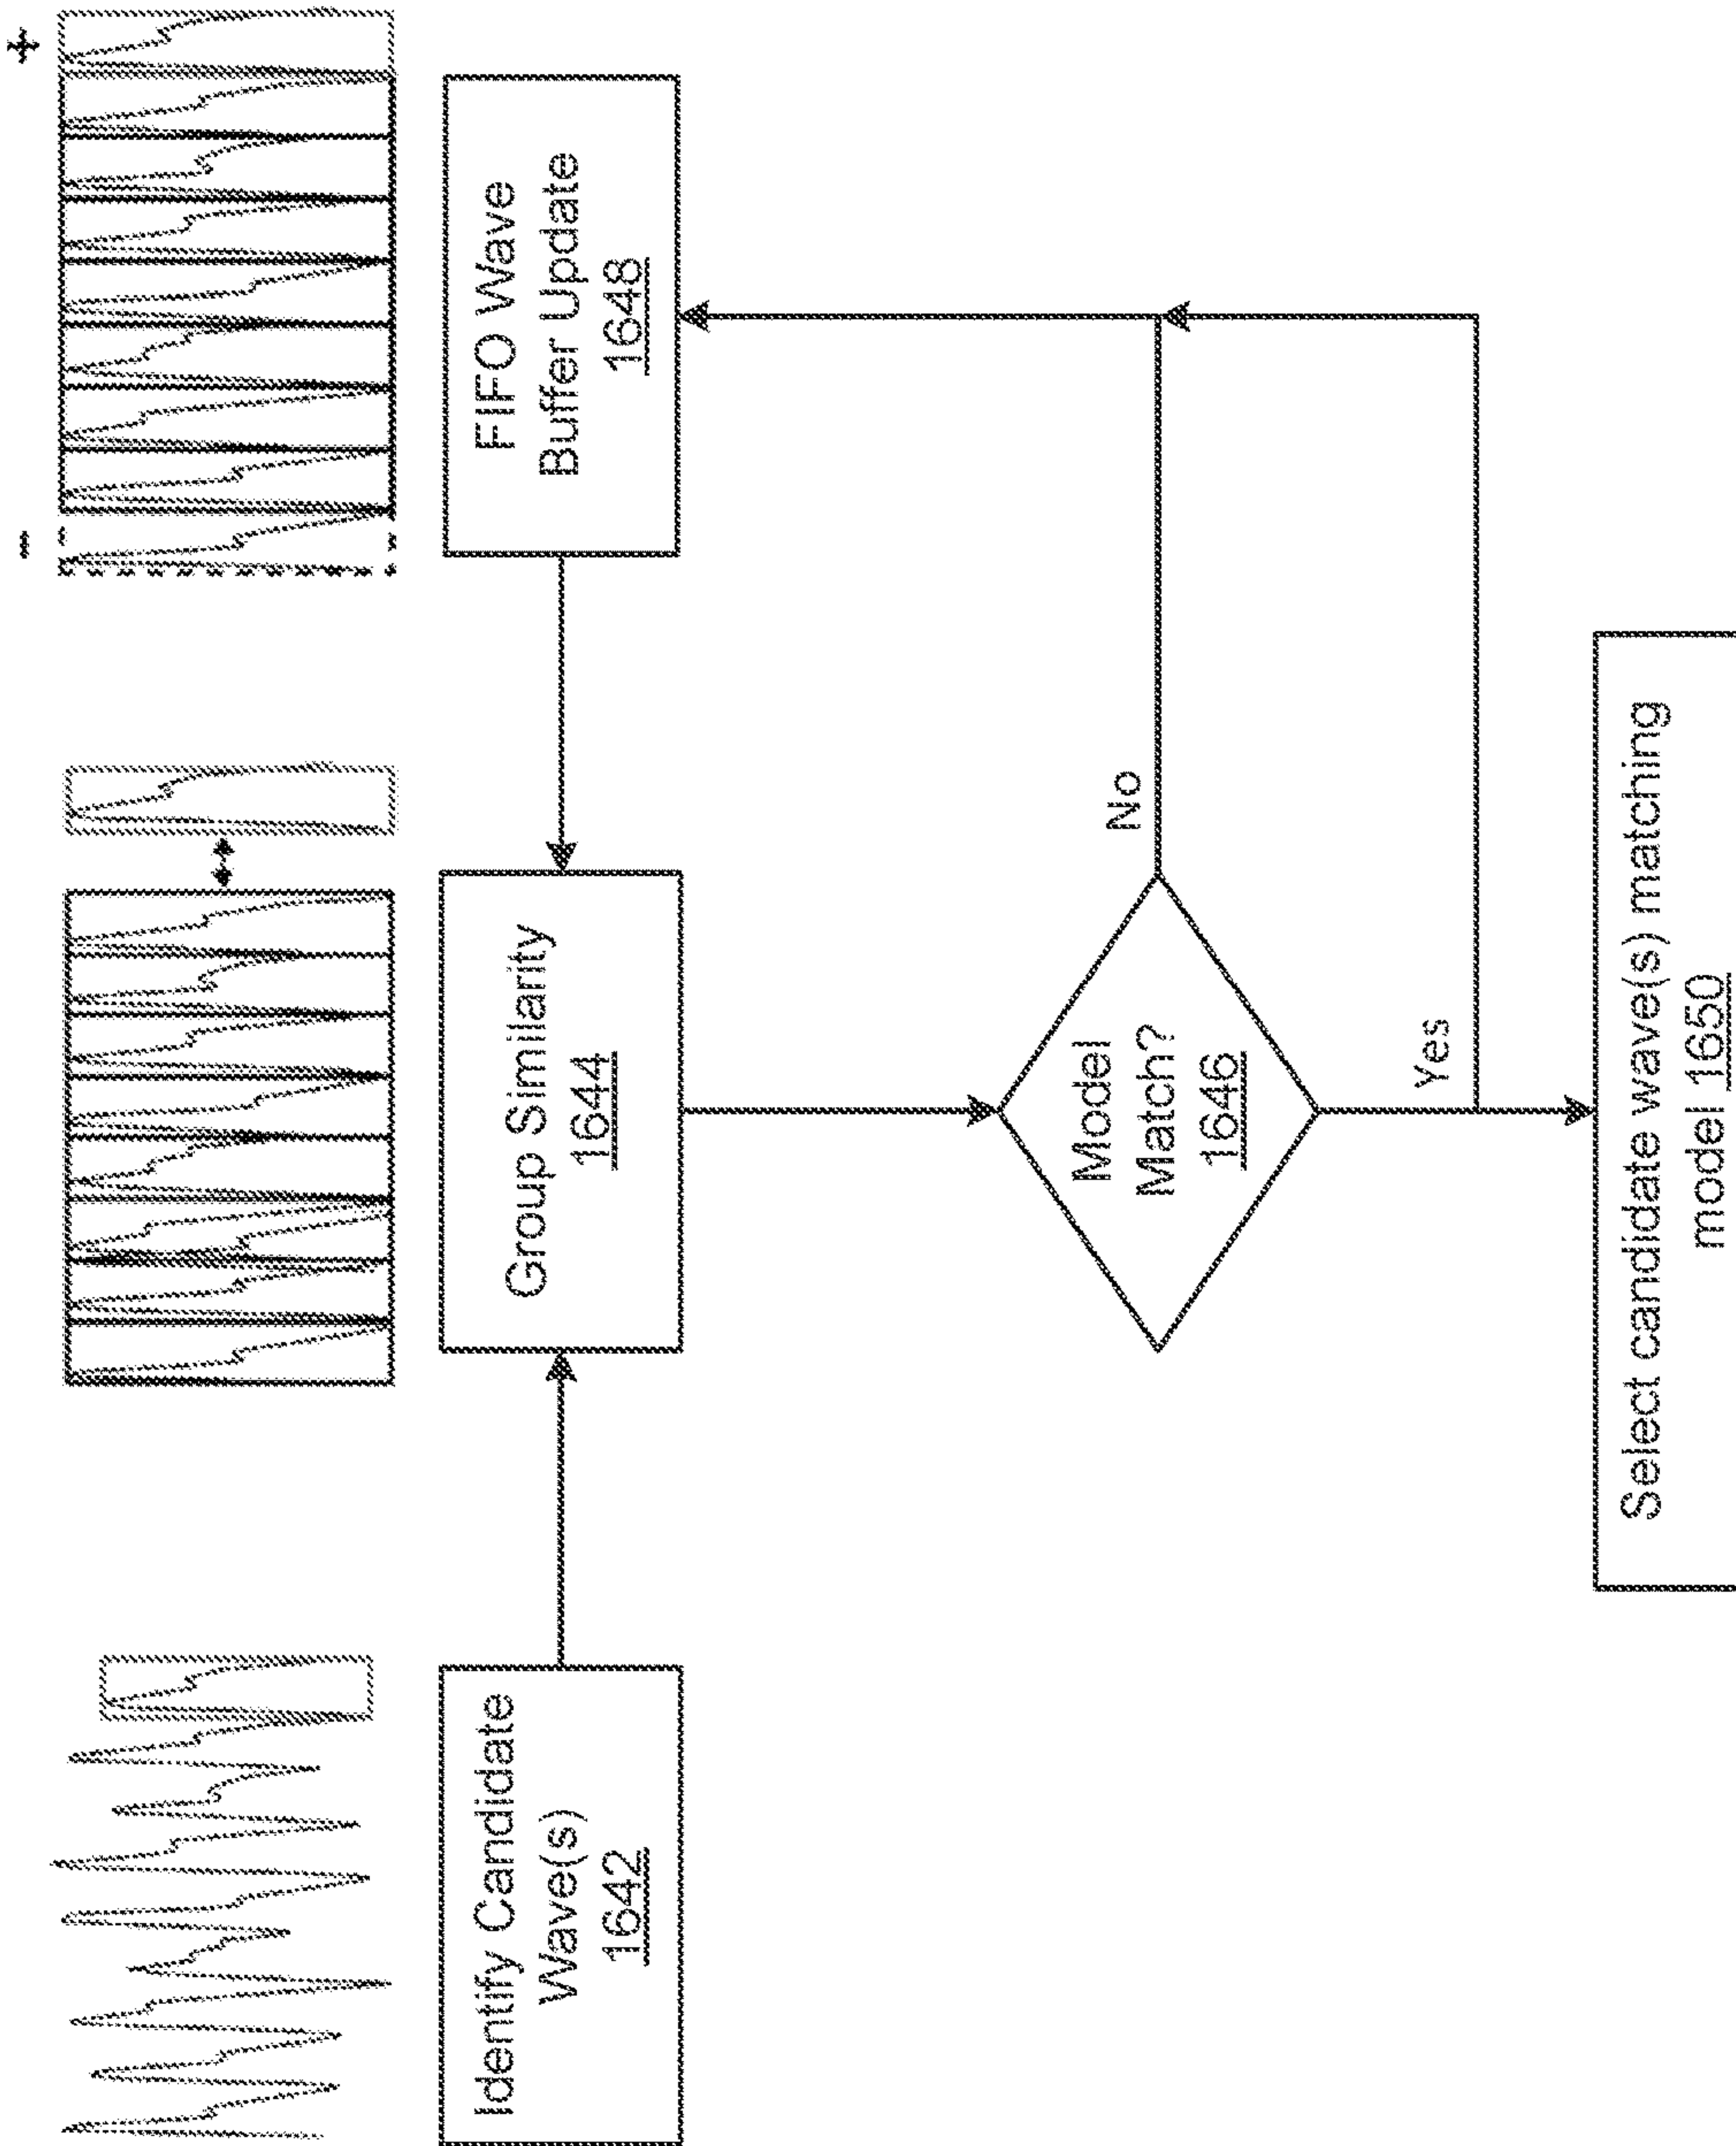 -
+
Identify Candidate
Wave(s)
1642
Group Similarity
1644
FIFO Wave
Buffer Update
1648
Model
Match?
1646
No
Yes
Select candidate wave(s) matching
model 1650